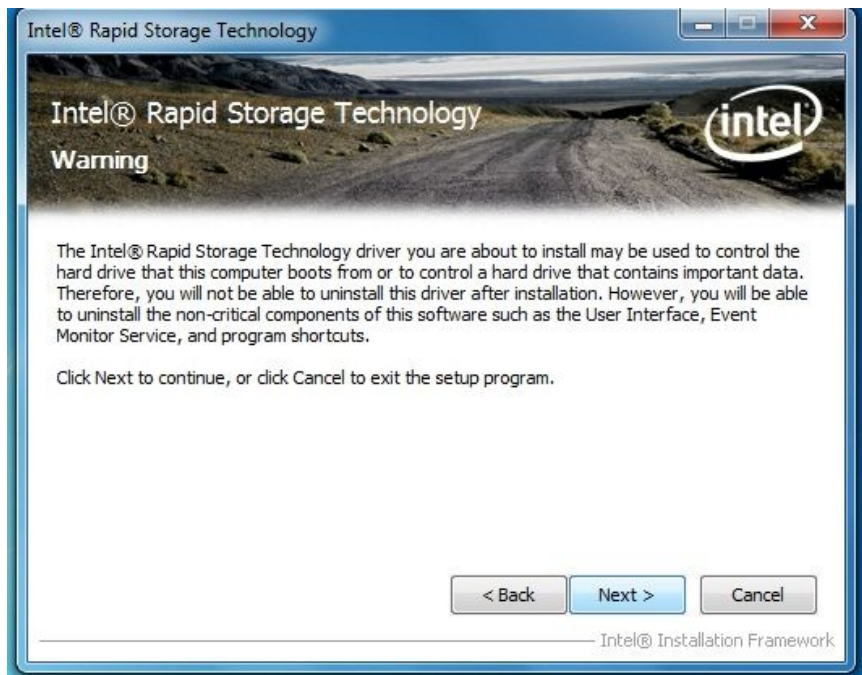 Intel® Rapid Storage Technology
Intel® Rapid Storage Technology
intel
Warning
The Intel® Rapid Storage Technology driver you are about to install may be used to control the
hard drive that this computer boots from or to control a hard drive that contains important data.
Therefore, you will not be able to uninstall this driver after installation. However, you will be able
to uninstall the non-critical components of this software such as the User Interface, Event
Monitor Service, and program shortcuts.
Click Next to continue, or click Cancel to exit the setup program.
< Back Next > Cancel
Intel® Installation Framework